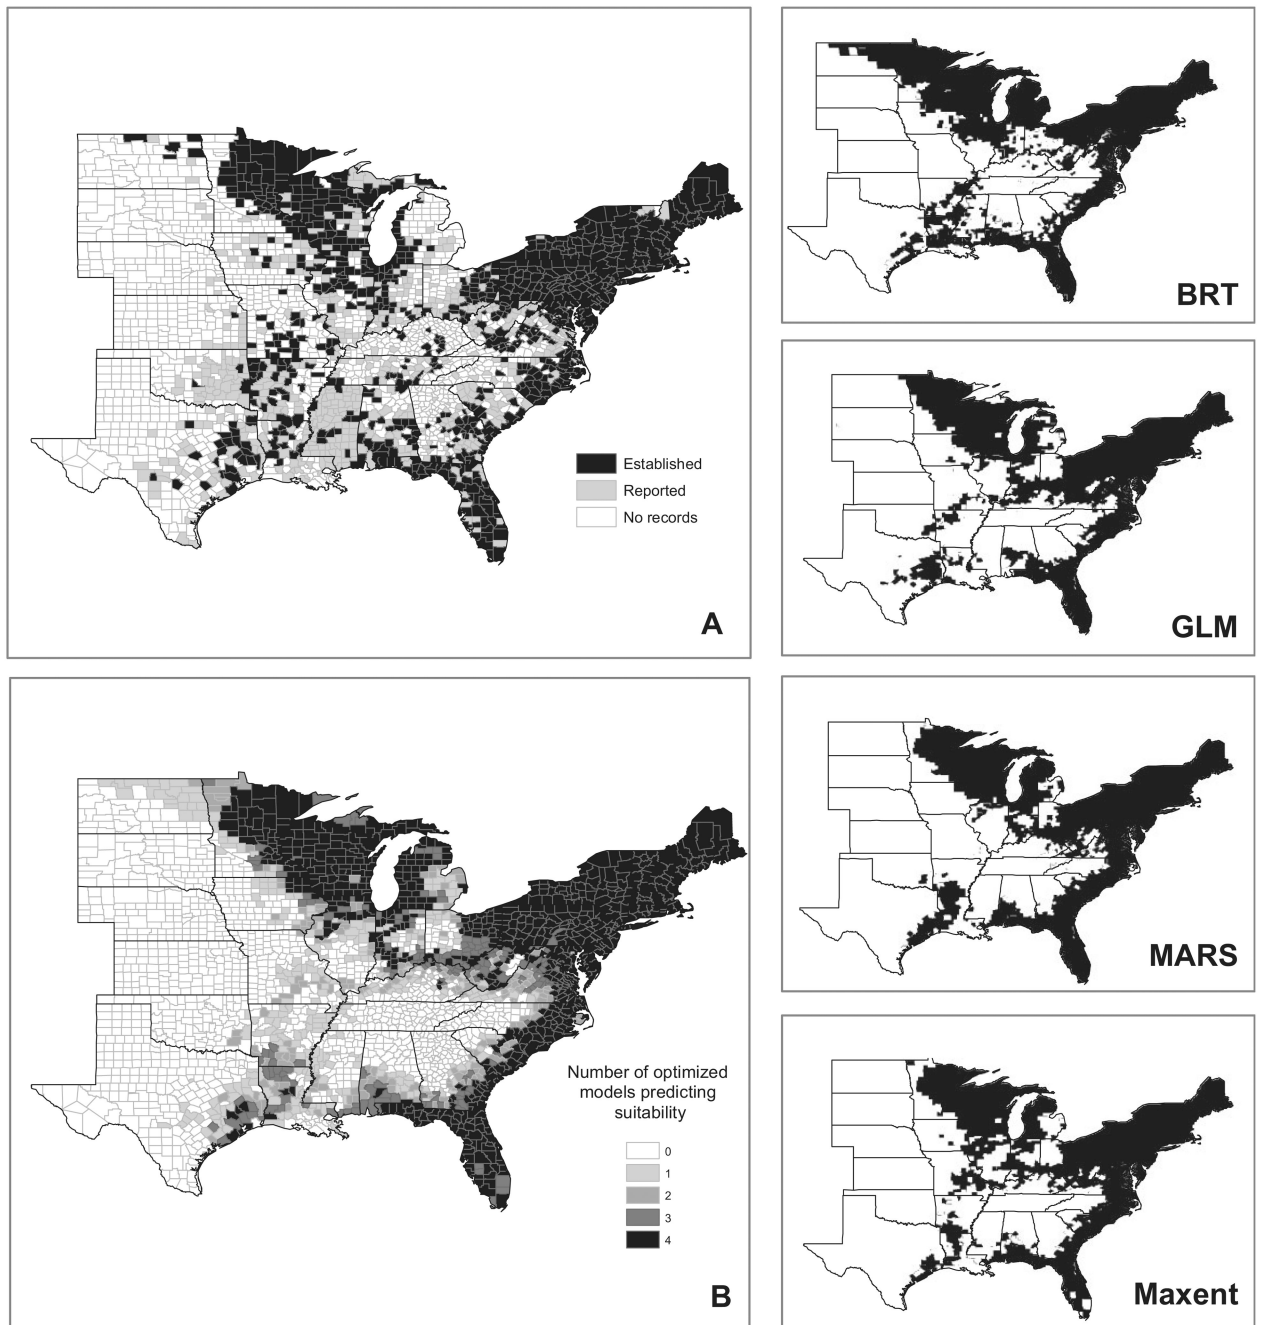 Established
Reported
No records
A
Number of optimized
models predicting
suitability
0
1
2
3
4
B
BRT
GLM
MARS
Maxent